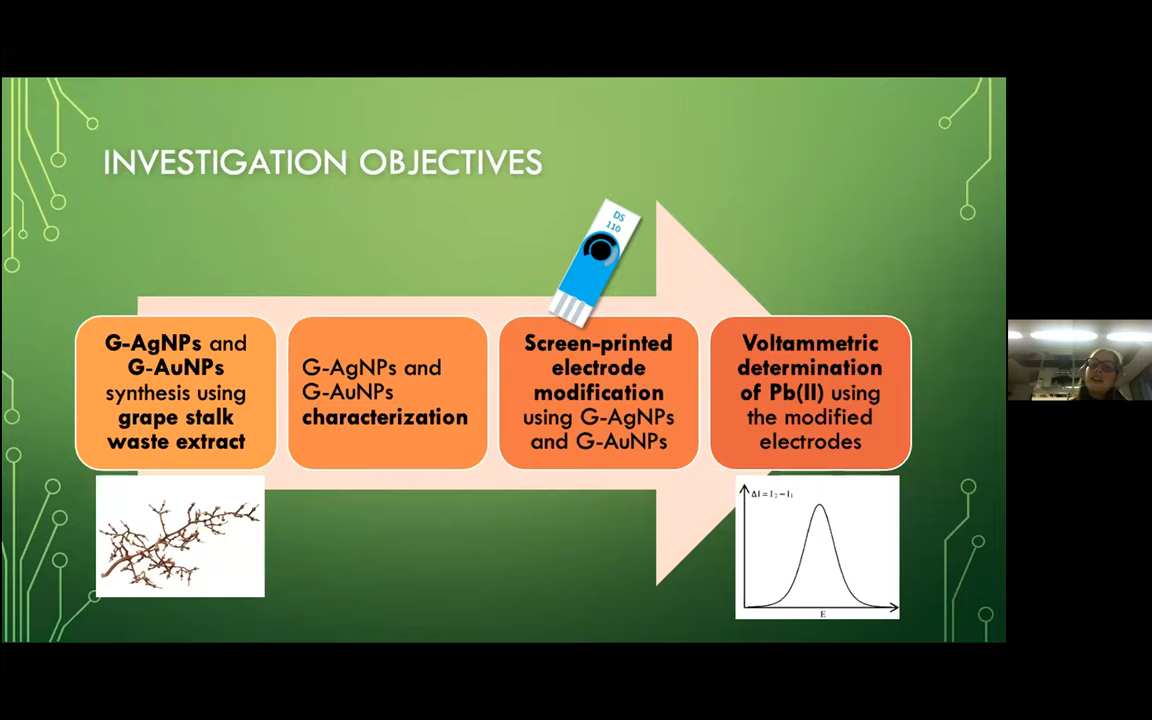 INVESTIGATION OBJECTIVES
DS
110
G-AgNPs and
G-AuNPs
synthesis using
grape stalk
waste extract
G-AgNPs and
G-AuNPs
characterization
Screen-printed
electrode
modification
using G-AgNPs
and G-AuNPs
Voltammetric
determination
of Pb(II) using
the modified
electrodes
ΔI = I₂ – I₁
E